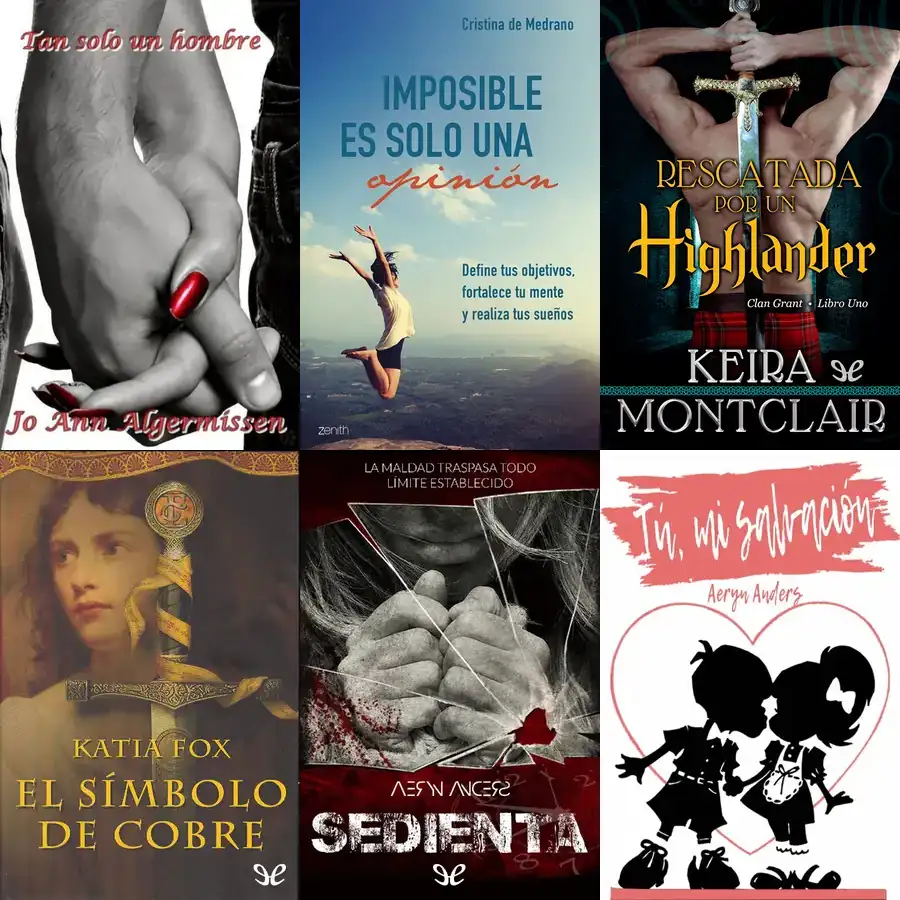 Tan solo un hombre
Jo Ann Algermissen
Cristina de Medrano
IMPOSIBLE
ES SOLO UNA
opinión
Define tus objetivos,
fortalece tu mente
y realiza tus sueños
zenith
RESCATADA
POR UN
Highlander
Clan Grant • Libro Uno
KEIRA
MONTCLAIR
KATIA FOX
EL SÍMBOLO
DE COBRE
LA MALDAD TRASPASA TODO
LÍMITE ESTABLECIDO
AERYN ANDERS
SEDIENTA
Tú, mi salvación
Aeryn Anders